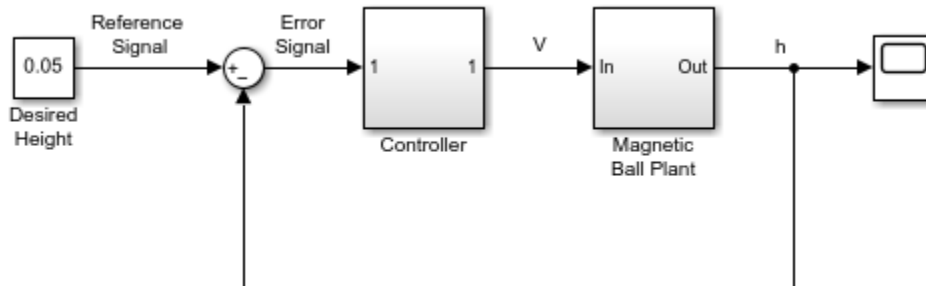 Reference
Signal
Error
Signal
V
h
0.05
+
−
1
1
In
Out
Desired
Height
Controller
Magnetic
Ball Plant